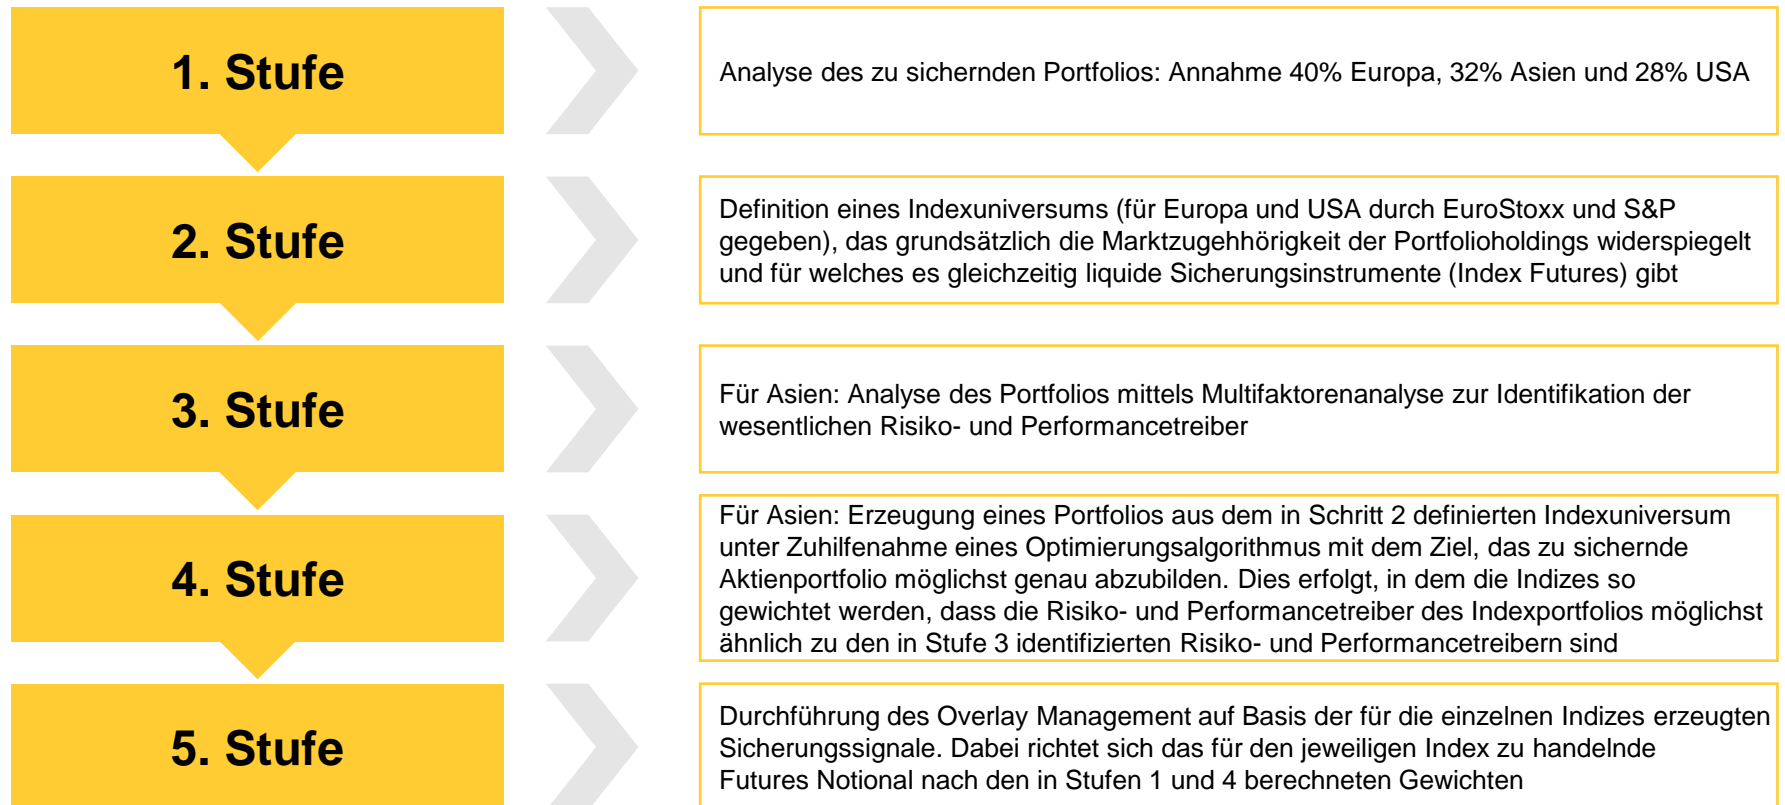 1. Stufe
Analyse des zu sichernden Portfolios: Annahme 40% Europa, 32% Asien und 28% USA
2. Stufe
Definition eines Indexuniversums (für Europa und USA durch EuroStoxx und S&P
gegeben), das grundsätzlich die Marktzugehhörigkeit der Portfolioholdings widerspiegelt
und für welches es gleichzeitig liquide Sicherungsinstrumente (Index Futures) gibt
3. Stufe
Für Asien: Analyse des Portfolios mittels Multifaktorenanalyse zur Identifikation der
wesentlichen Risiko- und Performancetreiber
4. Stufe
Für Asien: Erzeugung eines Portfolios aus dem in Schritt 2 definierten Indexuniversum
unter Zuhilfenahme eines Optimierungsalgorithmus mit dem Ziel, das zu sichernde
Aktienportfolio möglichst genau abzubilden. Dies erfolgt, in dem die Indizes so
gewichtet werden, dass die Risiko- und Performancetreiber des Indexportfolios möglichst
ähnlich zu den in Stufe 3 identifizierten Risiko- und Performancetreibern sind
5. Stufe
Durchführung des Overlay Management auf Basis der für die einzelnen Indizes erzeugten
Sicherungssignale. Dabei richtet sich das für den jeweiligen Index zu handelnde
Futures Notional nach den in Stufen 1 und 4 berechneten Gewichten